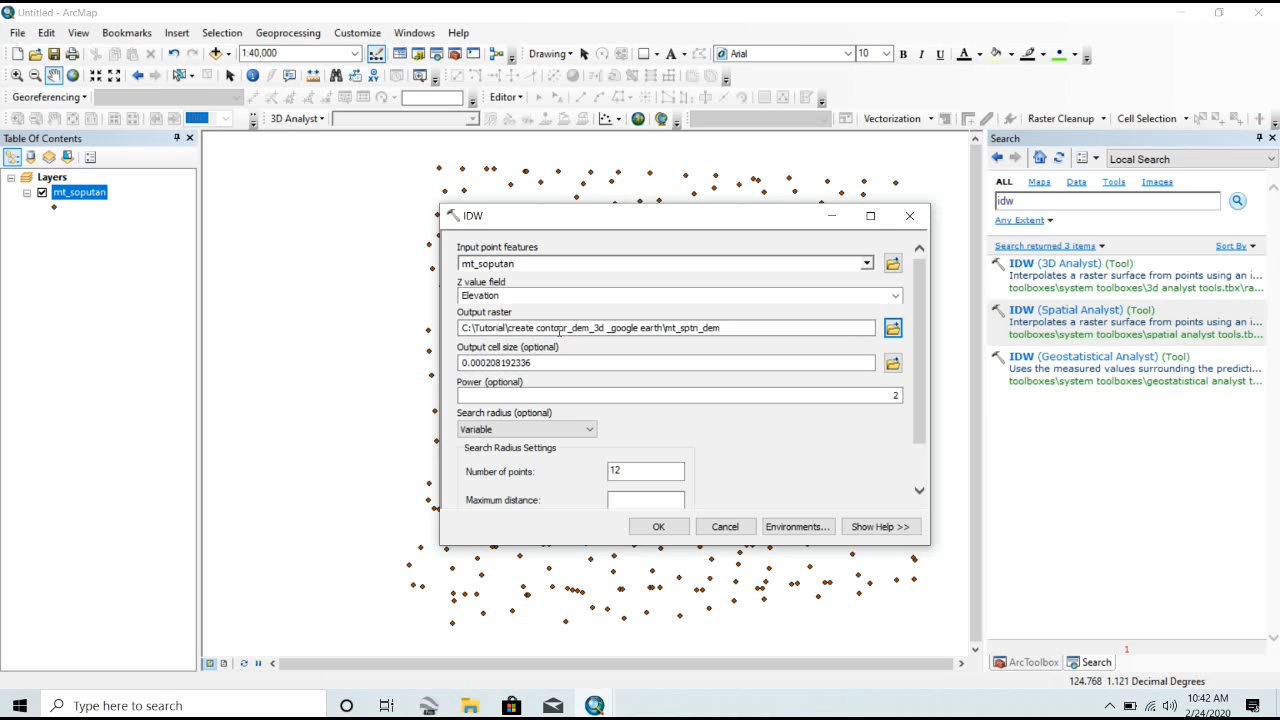 Untitled - ArcMap
File Edit View Bookmarks Insert Selection Geoprocessing Customize Windows Help
1:40,000 Drawing Arial 10 B I U A
Georeferencing Editor
3D Analyst Vectorization Raster Cleanup Cell Selection
Table Of Contents
Layers
mt_soputan
IDW
Input point features
mt_soputan
Z value field
Elevation
Output raster
C:\Tutorial\create contour_dem_3d _google earth\mt_sptn_dem
Output cell size (optional)
0.000208192336
Power (optional)
2
Search radius (optional)
Variable
Search Radius Settings
Number of points: 12
Maximum distance:
OK Cancel Environments... Show Help >>
Search
Local Search
ALL Maps Data Tools Images
idw
Any Extent
Search returned 3 items Sort By
IDW (3D Analyst) (Tool)
Interpolates a raster surface from points using an i...
toolboxes\system toolboxes\3d analyst tools.tbx\ra...
IDW (Spatial Analyst) (Tool)
Interpolates a raster surface from points using an i...
toolboxes\system toolboxes\spatial analyst tools.tb...
IDW (Geostatistical Analyst) (Tool)
Uses the measured values surrounding the predicti...
toolboxes\system toolboxes\geostatistical analyst t...
1
ArcToolbox Search
124.768 1.121 Decimal Degrees
Type here to search
10:42 AM
2/24/2020